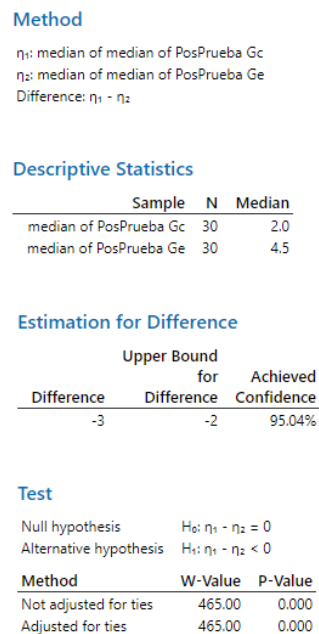 Method
η₁: median of median of PosPrueba Gc
η₂: median of median of PosPrueba Ge
Difference: η₁ - η₂
Descriptive Statistics
Sample N Median
median of PosPrueba Gc 30 2.0
median of PosPrueba Ge 30 4.5
Estimation for Difference
Upper Bound
for Achieved
Difference Difference Confidence
-3 -2 95.04%
Test
Null hypothesis H₀: η₁ - η₂ = 0
Alternative hypothesis H₁: η₁ - η₂ < 0
Method W-Value P-Value
Not adjusted for ties 465.00 0.000
Adjusted for ties 465.00 0.000